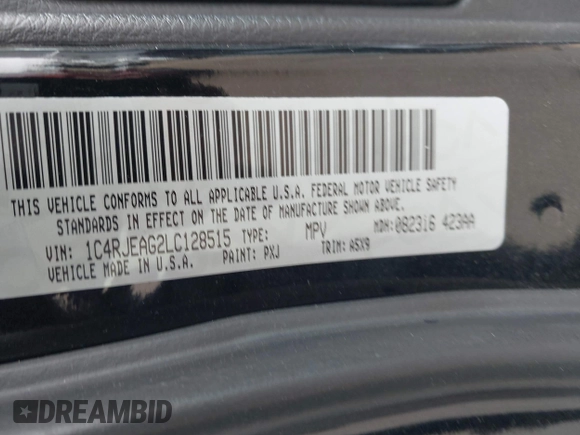 THIS VEHICLE CONFORMS TO ALL APPLICABLE U.S.A. FEDERAL MOTOR VEHICLE SAFETY
STANDARDS IN EFFECT ON THE DATE OF MANUFACTURE SHOWN ABOVE.
VIN: 1C4RJEAG2LC128515 TYPE: MPV MDH: 082316 423AA
VEHICLE MADE IN U.S.A. PAINT: PXJ TRIM: A5X9
DREAMBID